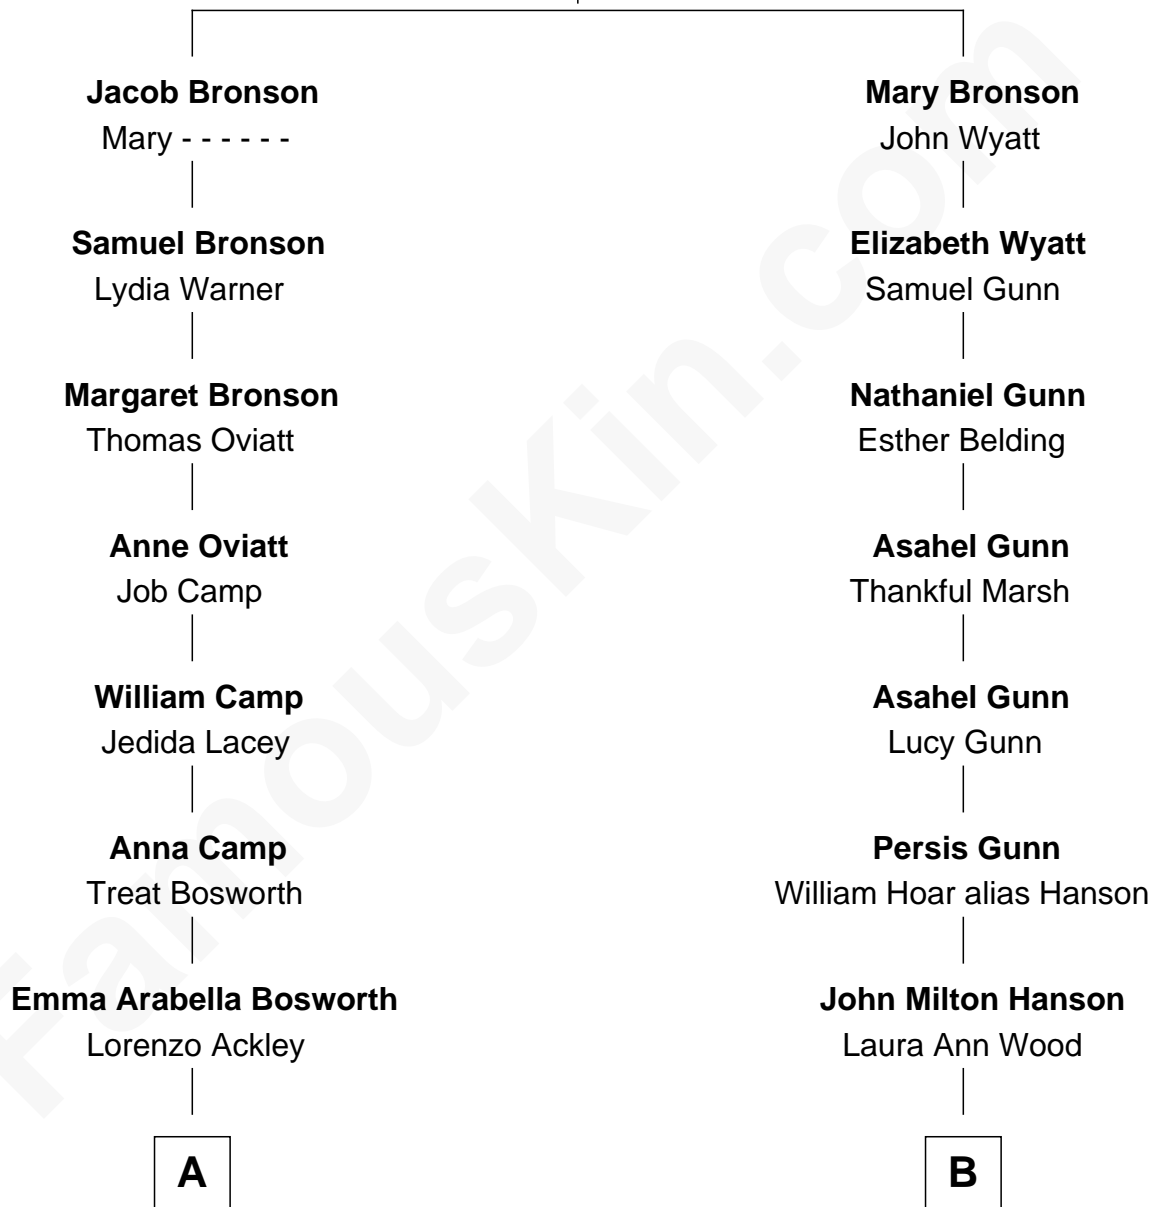 Jacob Bronson
Mary - - - - - -
Samuel Bronson
Lydia Warner
Margaret Bronson
Thomas Oviatt
Anne Oviatt
Job Camp
William Camp
Jedida Lacey
Anna Camp
Treat Bosworth
Emma Arabella Bosworth
Lorenzo Ackley
A
Mary Bronson
John Wyatt
Elizabeth Wyatt
Samuel Gunn
Nathaniel Gunn
Esther Belding
Asahel Gunn
Thankful Marsh
Asahel Gunn
Lucy Gunn
Persis Gunn
William Hoar alias Hanson
John Milton Hanson
Laura Ann Wood
B
FamousKin.com